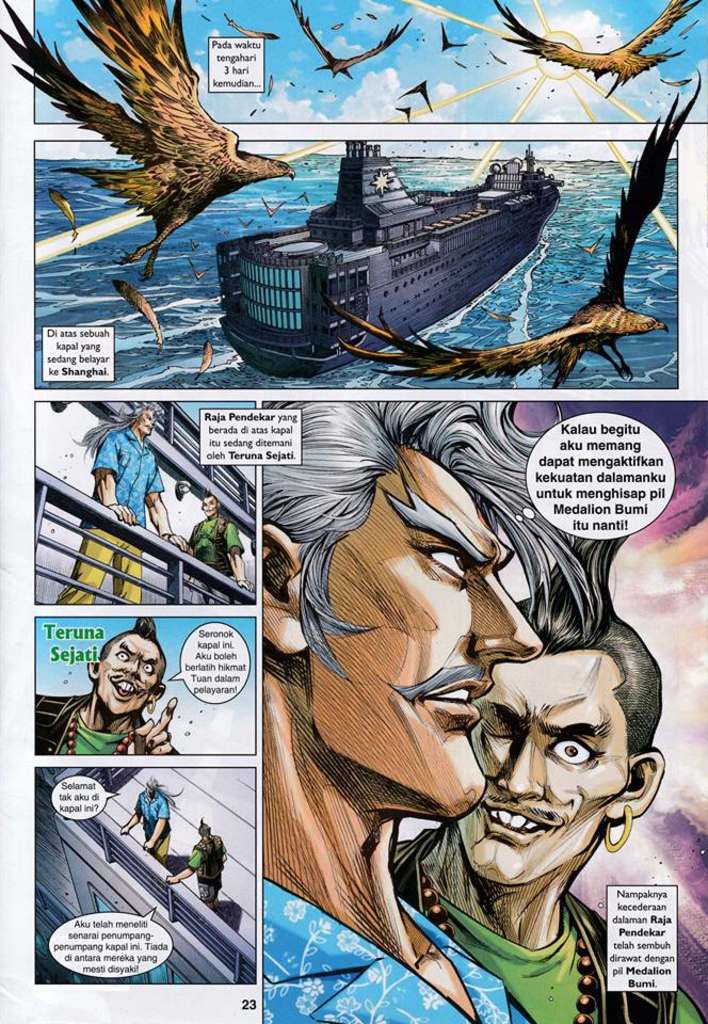 Pada waktu
tengahari
3 hari
kemudian...
Di atas sebuah
kapal yang
sedang belayar
ke Shanghai.
Raja Pendekar yang
berada di atas kapal
itu sedang ditemani
oleh Teruna Sejati.
Teruna
Sejati
Seronok
kapal ini.
Aku boleh
berlatih hikmat
Tuan dalam
pelayaran!
Selamat
tak aku di
kapal ini?
Aku telah meneliti
senarai penumpang-
penumpang kapal ini. Tiada
di antara mereka yang
mesti disyaki!
Kalau begitu
aku memang
dapat mengaktifkan
kekuatan dalaman
untuk menghisap pil
Medalion Bumi
itu nanti!
Nampaknya
kecederaan
dalaman Raja
Pendekar
telah sembuh
dirawat dengan
pil Medalion
Bumi.
23